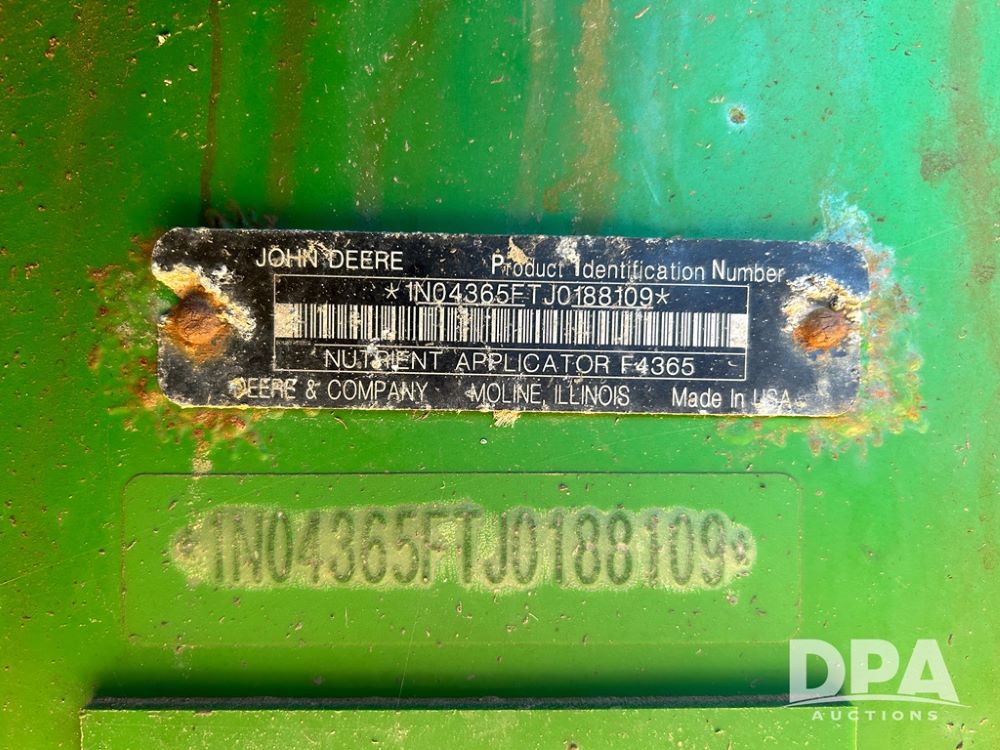 JOHN DEERE Product Identification Number
*1N04365FTJ0188109*
NUTRIENT APPLICATOR F4365
DEERE & COMPANY MOLINE, ILLINOIS Made In USA
*1N04365FTJ0188109*
DPA
AUCTIONS